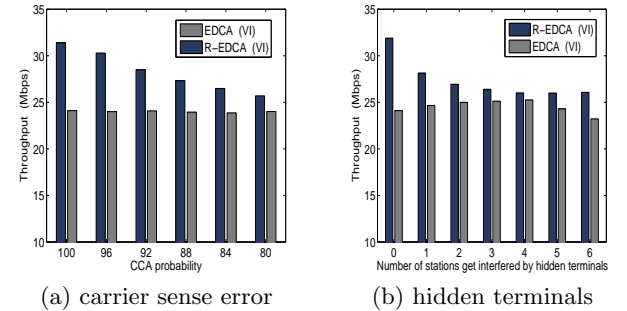 35
30
25
20
15
10
Throughput (Mbps)
EDCA (VI)
R-EDCA (VI)
100 96 92 88 84 80
CCA probability
(a) carrier sense error
35
30
25
20
15
10
Throughput (Mbps)
R-EDCA (VI)
EDCA (VI)
0 1 2 3 4 5 6
Number of stations get interfered by hidden terminals
(b) hidden terminals